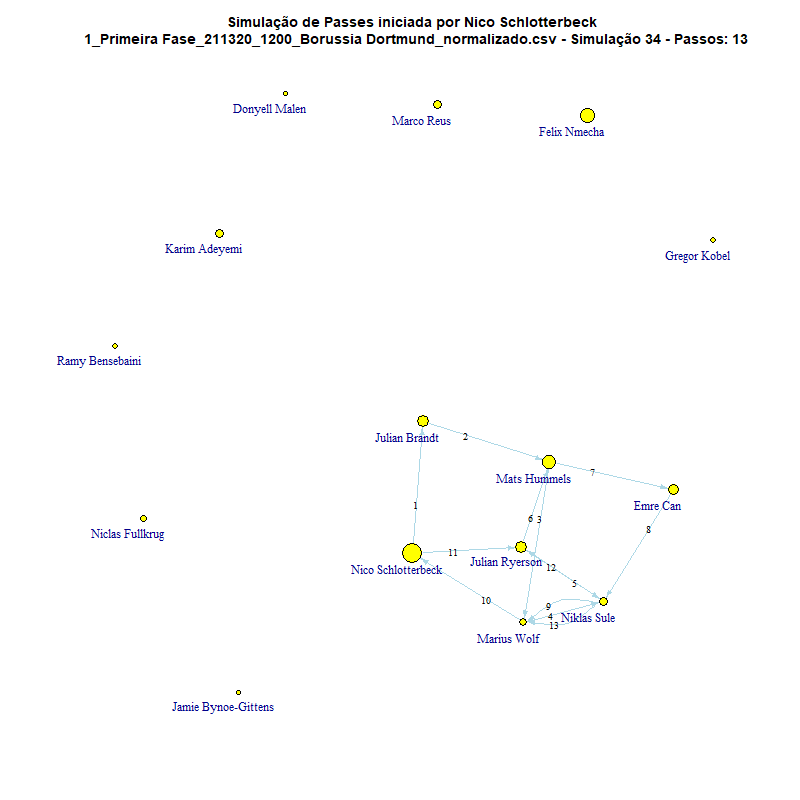 Simulação de Passes iniciada por Nico Schlotterbeck
1_Primeira Fase_211320_1200_Borussia Dortmund_normalizado.csv - Simulação 34 - Passos: 13
Donyell Malen
Marco Reus
Felix Nmecha
Karim Adeyemi
Gregor Kobel
Ramy Bensebaini
Julian Brandt
2
7
Mats Hummels
Emre Can
1
6
3
Niclas Fullkrug
8
11
Julian Ryerson
Nico Schlotterbeck
12
5
10
9
4
Niklas Sule
13
Marius Wolf
Jamie Bynoe-Gittens